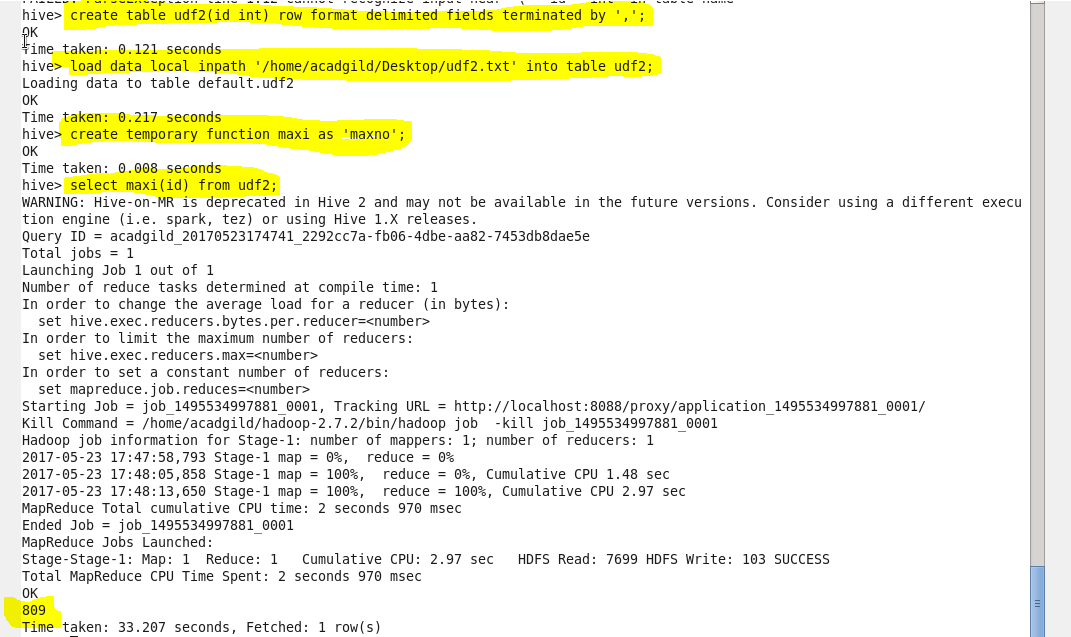 hive> create table udf2(id int) row format delimited fields terminated by ',';
OK
Time taken: 0.121 seconds
hive> load data local inpath '/home/acadgild/Desktop/udf2.txt' into table udf2;
Loading data to table default.udf2
OK
Time taken: 0.217 seconds
hive> create temporary function maxi as 'maxno';
OK
Time taken: 0.008 seconds
hive> select maxi(id) from udf2;
WARNING: Hive-on-MR is deprecated in Hive 2 and may not be available in the future versions. Consider using a different execu
tion engine (i.e. spark, tez) or using Hive 1.X releases.
Query ID = acadgild_20170523174741_2292cc7a-fb06-4dbe-aa82-7453db8dae5e
Total jobs = 1
Launching Job 1 out of 1
Number of reduce tasks determined at compile time: 1
In order to change the average load for a reducer (in bytes):
  set hive.exec.reducers.bytes.per.reducer=<number>
In order to limit the maximum number of reducers:
  set hive.exec.reducers.max=<number>
In order to set a constant number of reducers:
  set mapreduce.job.reduces=<number>
Starting Job = job_1495534997881_0001, Tracking URL = http://localhost:8088/proxy/application_1495534997881_0001/
Kill Command = /home/acadgild/hadoop-2.7.2/bin/hadoop job  -kill job_1495534997881_0001
Hadoop job information for Stage-1: number of mappers: 1; number of reducers: 1
2017-05-23 17:47:58,793 Stage-1 map = 0%,  reduce = 0%
2017-05-23 17:48:05,858 Stage-1 map = 100%,  reduce = 0%, Cumulative CPU 1.48 sec
2017-05-23 17:48:13,650 Stage-1 map = 100%,  reduce = 100%, Cumulative CPU 2.97 sec
MapReduce Total cumulative CPU time: 2 seconds 970 msec
Ended Job = job_1495534997881_0001
MapReduce Jobs Launched:
Stage-Stage-1: Map: 1  Reduce: 1   Cumulative CPU: 2.97 sec   HDFS Read: 7699 HDFS Write: 103 SUCCESS
Total MapReduce CPU Time Spent: 2 seconds 970 msec
OK
809
Time taken: 33.207 seconds, Fetched: 1 row(s)